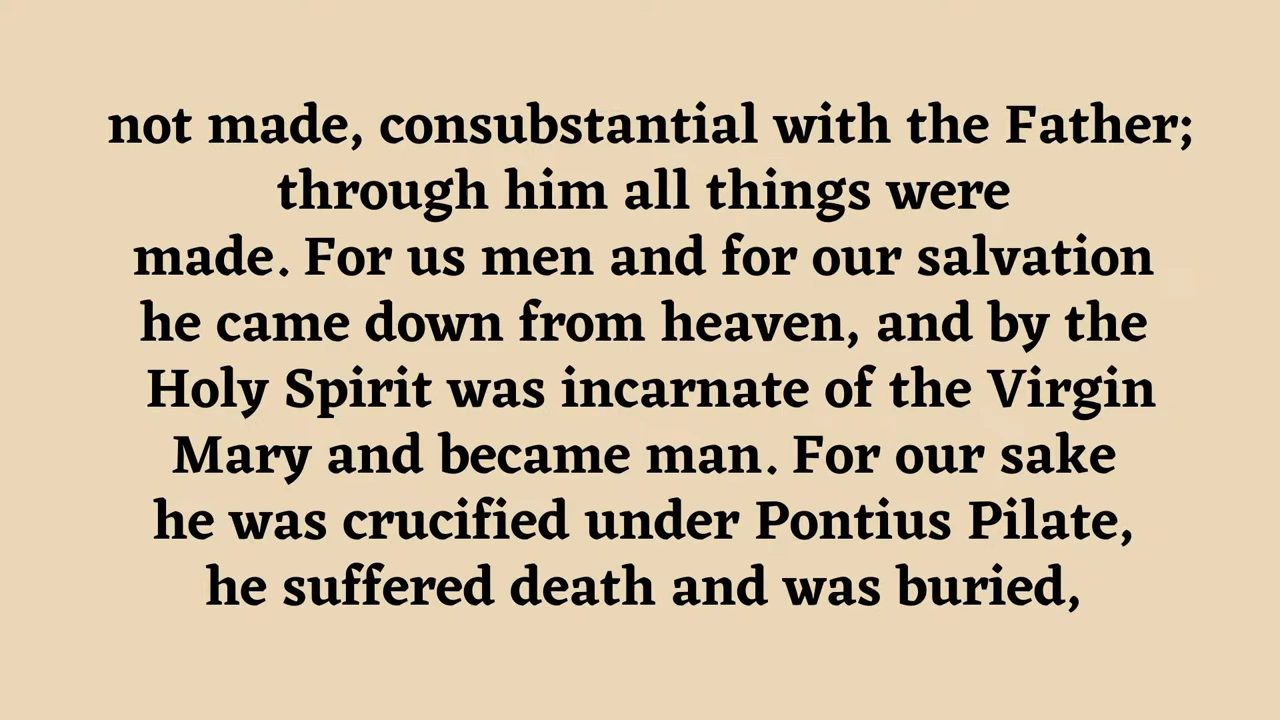 not made, consubstantial with the Father;
through him all things were
made. For us men and for our salvation
he came down from heaven, and by the
Holy Spirit was incarnate of the Virgin
Mary and became man. For our sake
he was crucified under Pontius Pilate,
he suffered death and was buried,